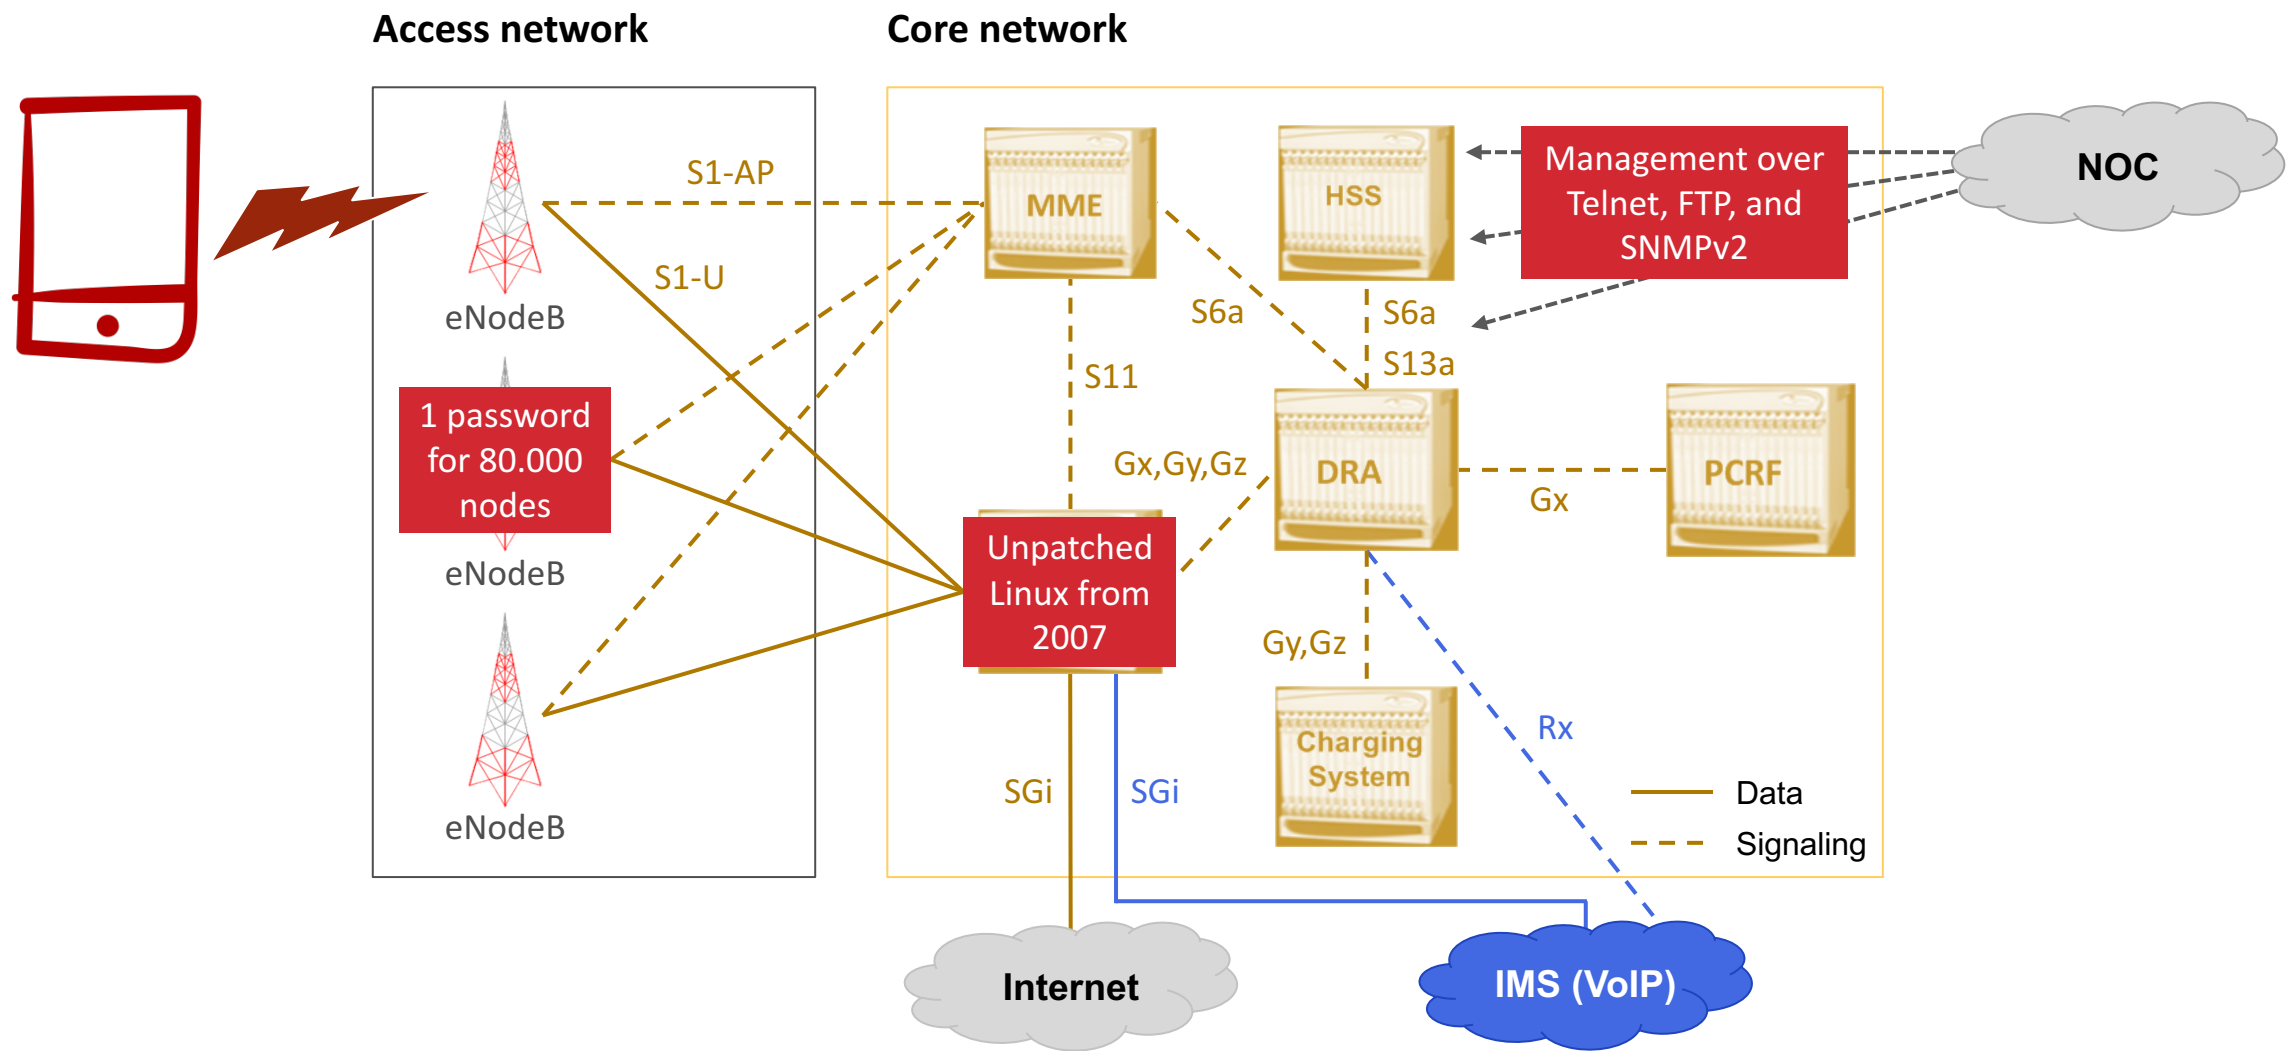 Access network
Core network
S1-AP
MME
HSS
Management over
Telnet, FTP, and
SNMPv2
NOC
S1-U
eNodeB
S6a
S6a
S13a
S11
1 password
for 80.000
nodes
eNodeB
Gx,Gy,Gz
DRA
Gx
PCRF
Unpatched
Linux from
2007
Gy,Gz
Charging
System
Rx
SGi
SGi
Data
Signaling
eNodeB
Internet
IMS (VoIP)